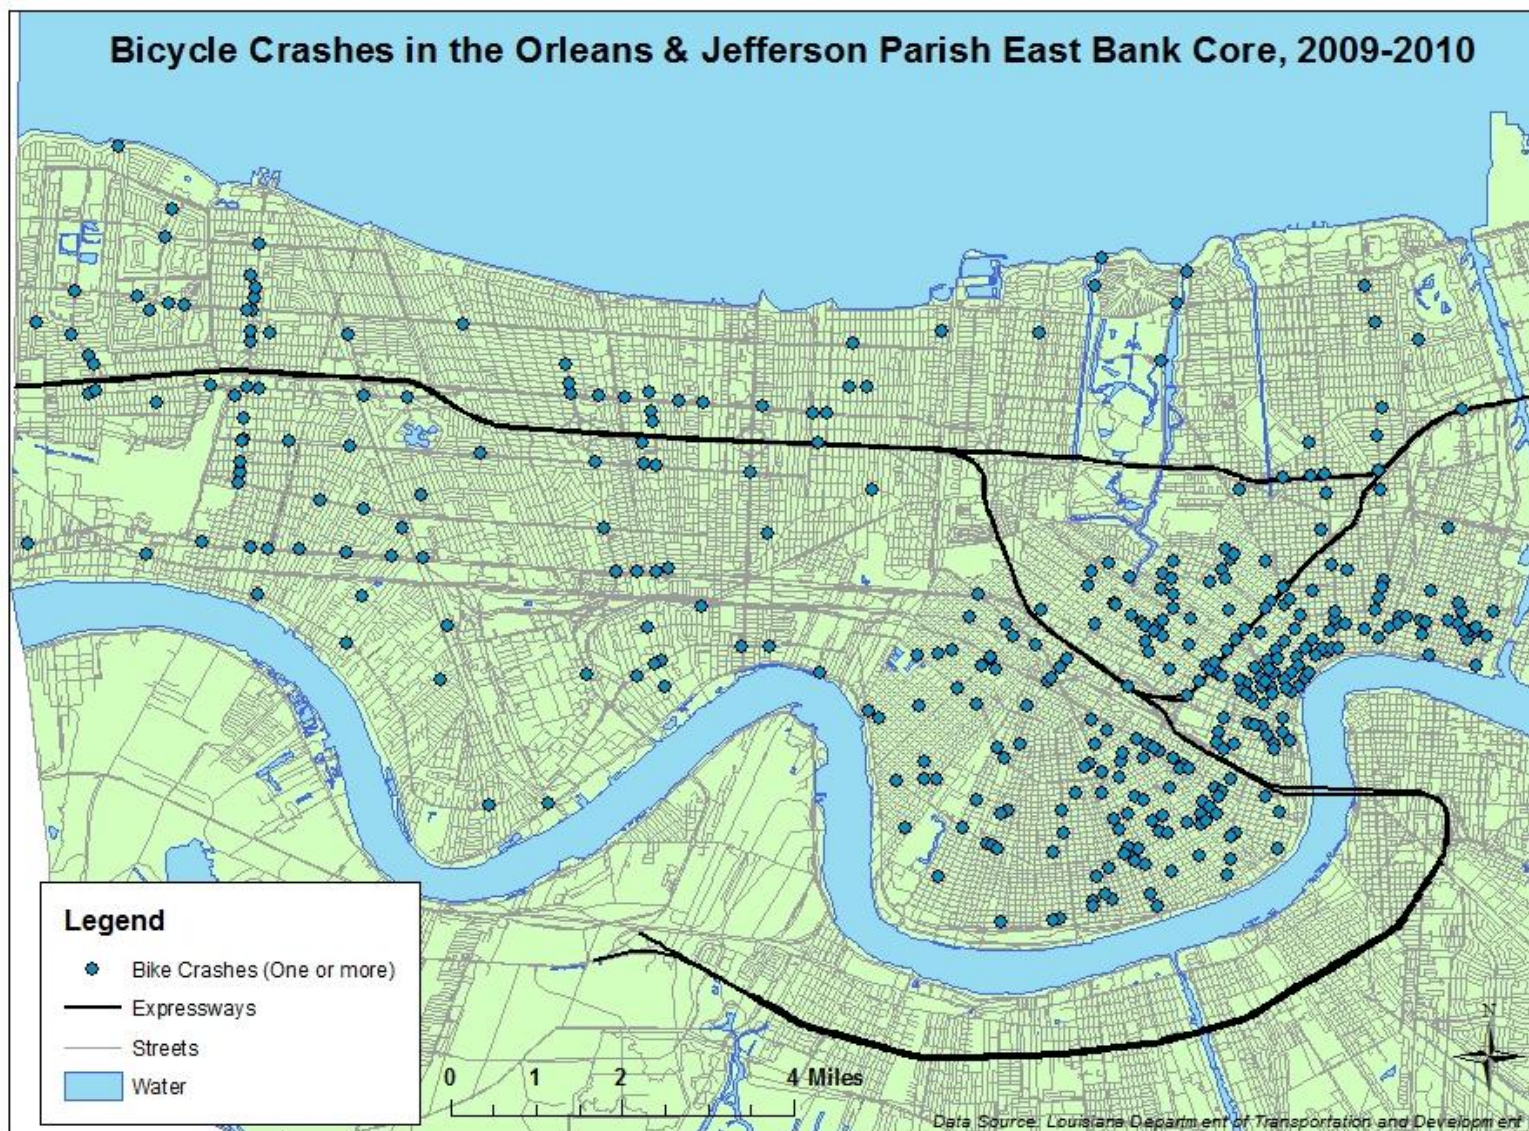 Bicycle Crashes in the Orleans & Jefferson Parish East Bank Core, 2009-2010
Legend
Bike Crashes (One or more)
Expressways
Streets
Water
0 1 2 4 Miles
N
Data Source: Louisiana Department of Transportation and Development